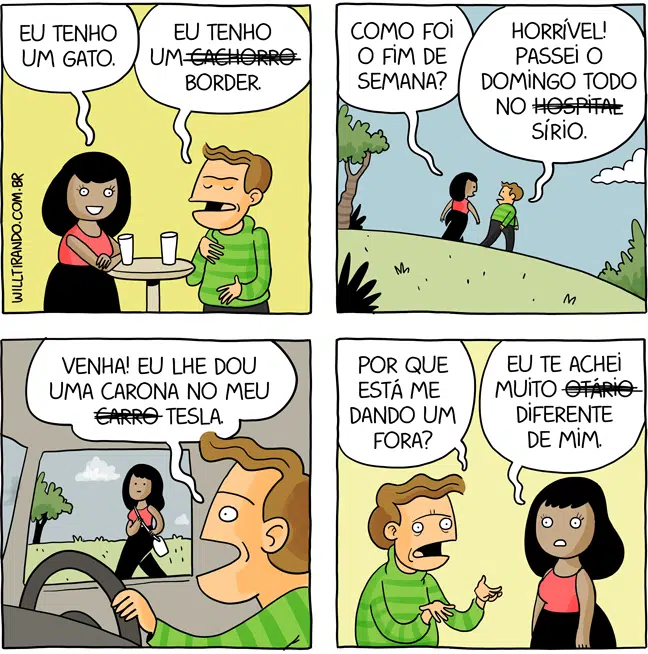 EU TENHO
UM GATO.
EU TENHO
UM CACHORRO
BORDER.
WILLTIRANDO.COM.BR
COMO FOI
O FIM DE
SEMANA?
HORRÍVEL!
PASSEI O
DOMINGO TODO
NO HOSPITAL
SÍRIO.
VENHA! EU LHE DOU
UMA CARONA NO MEU
CARRO TESLA.
POR QUE
ESTÁ ME
DANDO UM
FORA?
EU TE ACHEI
MUITO OTÁRIO
DIFERENTE
DE MIM.